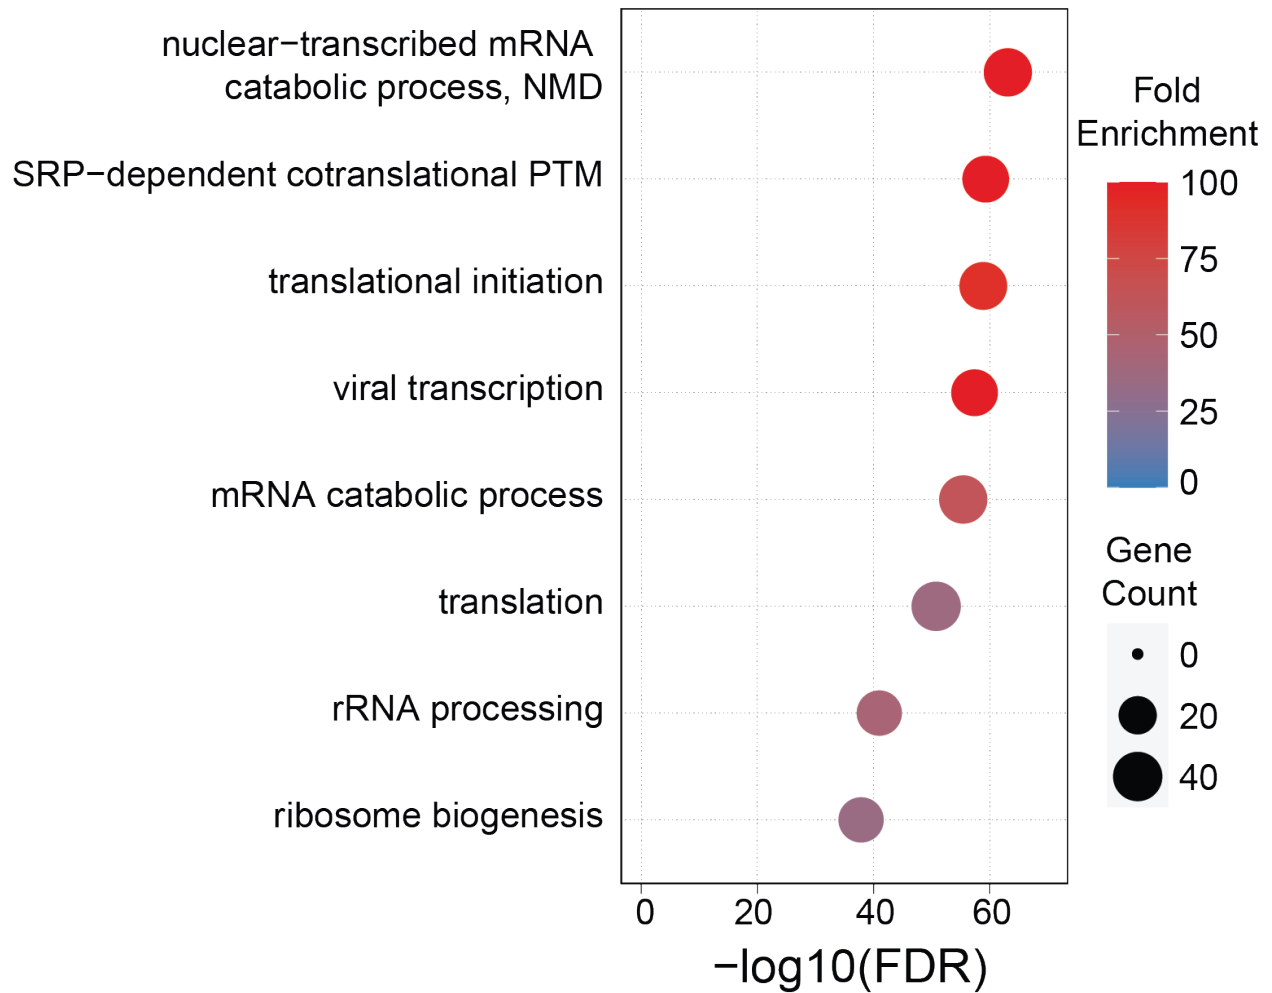 nuclear−transcribed mRNA
catabolic process, NMD
SRP−dependent cotranslational PTM
translational initiation
viral transcription
mRNA catabolic process
translation
rRNA processing
ribosome biogenesis
0 20 40 60
−log10(FDR)
Fold
Enrichment
100
75
50
25
0
Gene
Count
0
20
40